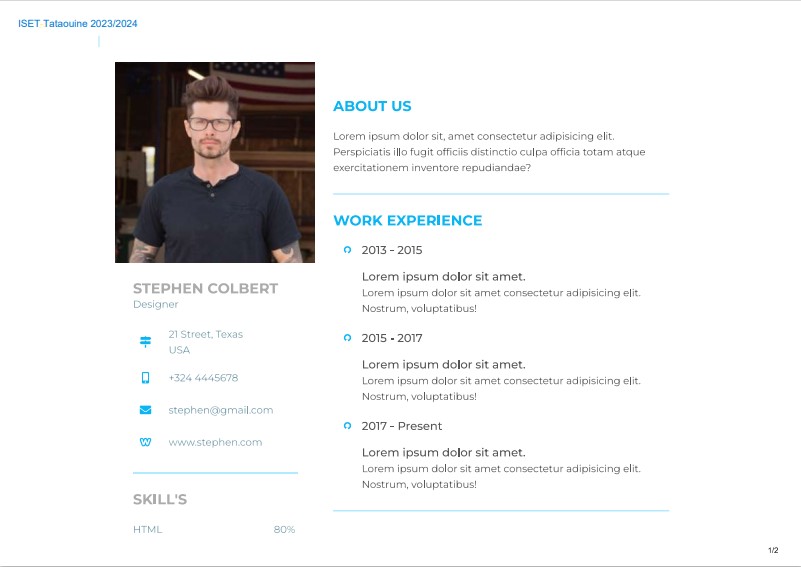 ISET Tataouine 2023/2024
STEPHEN COLBERT
Designer
21 Street, Texas
USA
+324 4445678
stephen@gmail.com
www.stephen.com
SKILL'S
HTML 80%
ABOUT US
Lorem ipsum dolor sit, amet consectetur adipisicing elit.
Perspiciatis illo fugit officiis distinctio culpa officia totam atque
exercitationem inventore repudiandae?
WORK EXPERIENCE
2013 - 2015
Lorem ipsum dolor sit amet.
Lorem ipsum dolor sit amet consectetur adipisicing elit.
Nostrum, voluptatibus!
2015 - 2017
Lorem ipsum dolor sit amet.
Lorem ipsum dolor sit amet consectetur adipisicing elit.
Nostrum, voluptatibus!
2017 - Present
Lorem ipsum dolor sit amet.
Lorem ipsum dolor sit amet consectetur adipisicing elit.
Nostrum, voluptatibus!
1/2